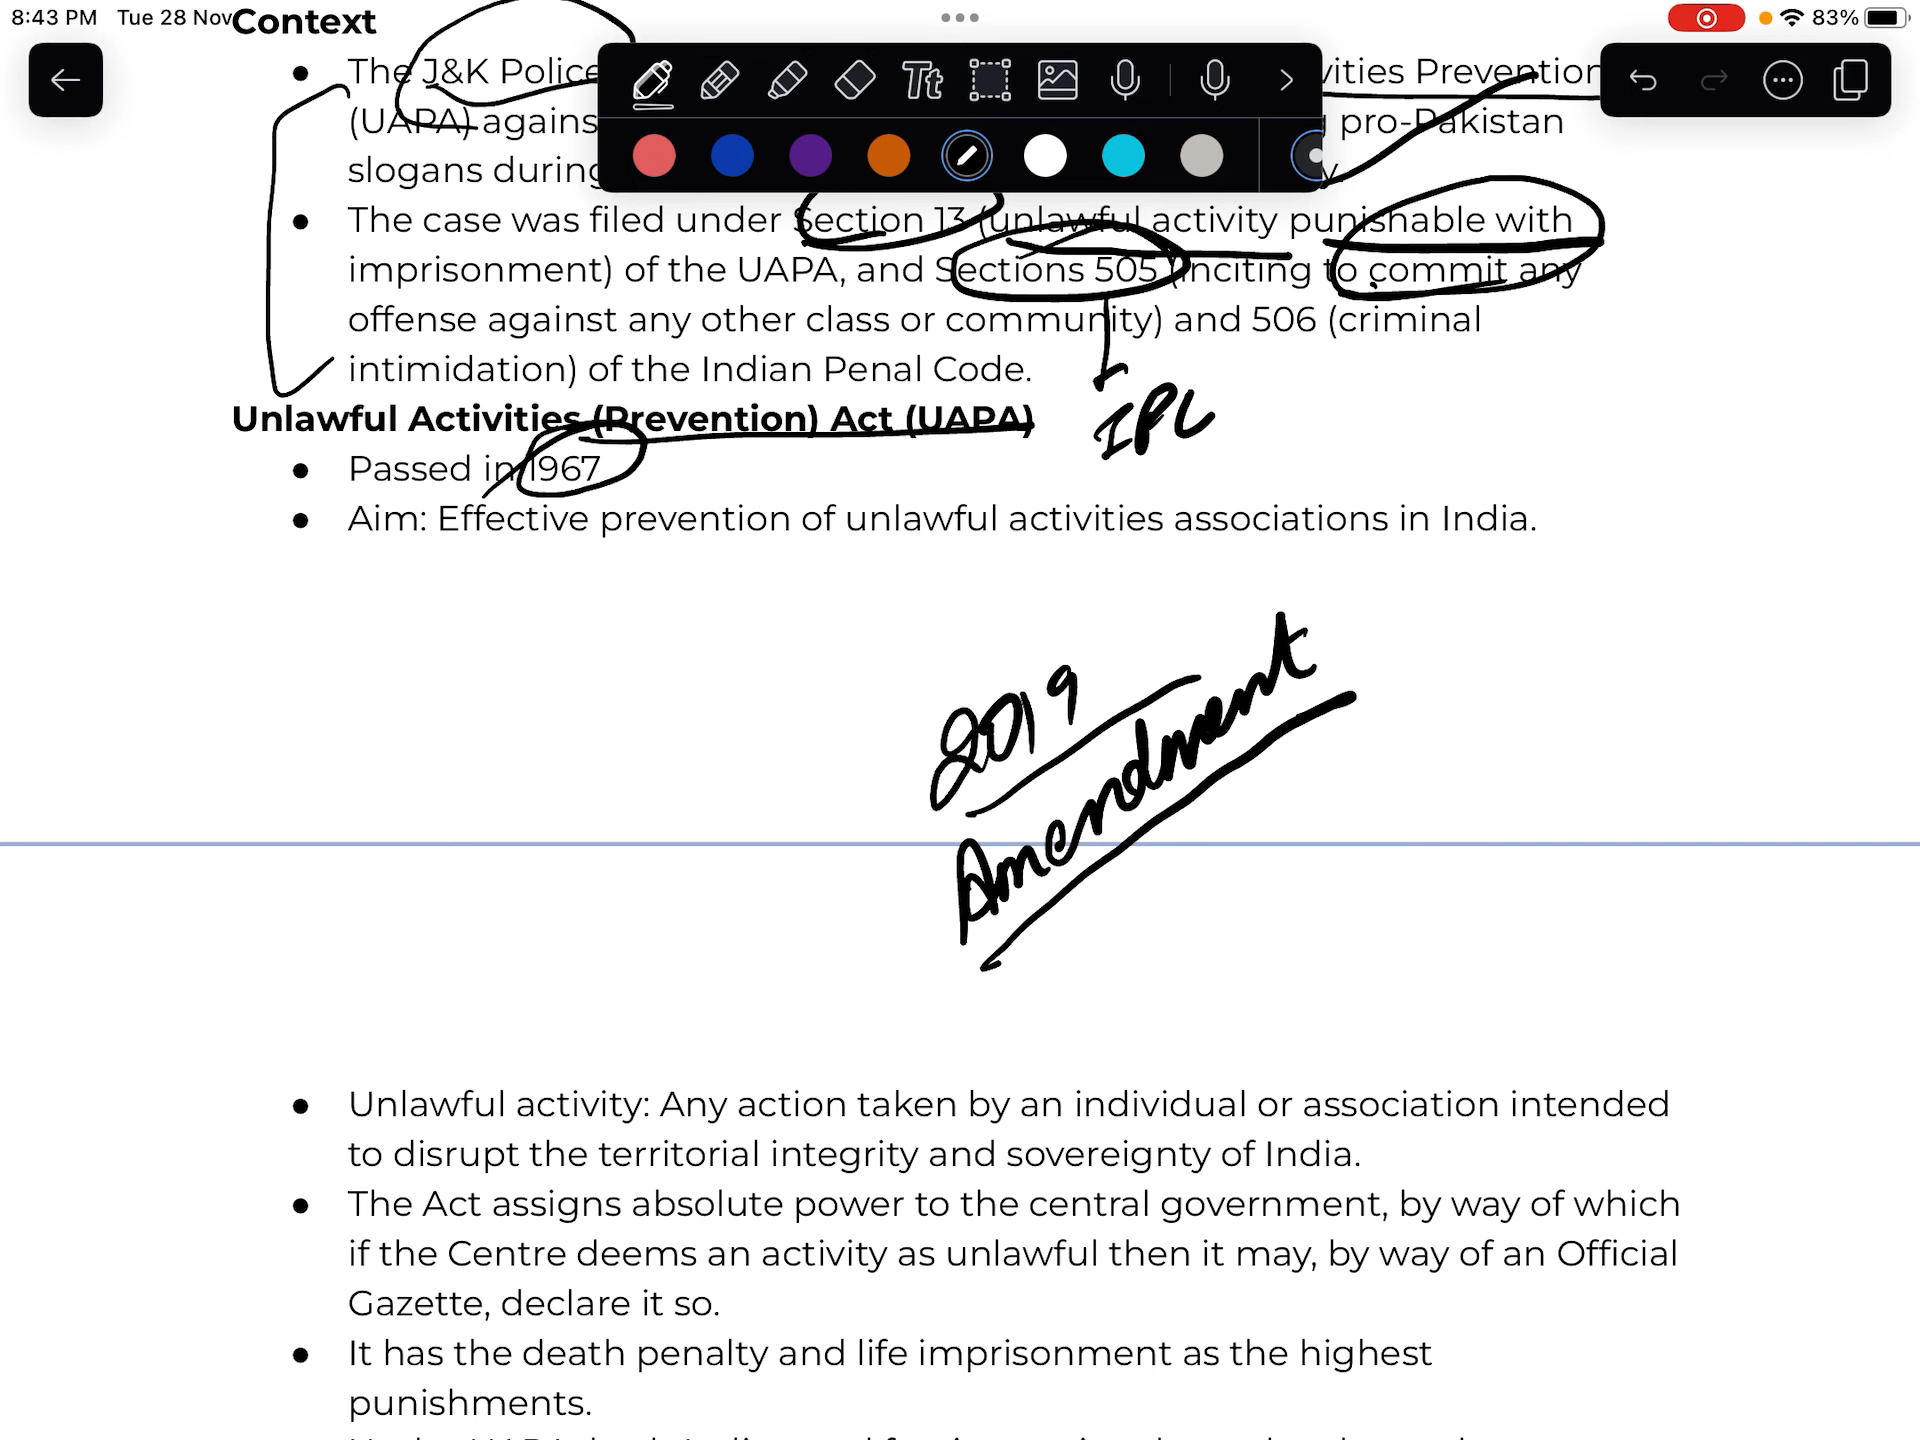 8:43 PM Tue 28 Nov
83%
Context
● The J&K Police vities Prevention
(UAPA) agains pro-Pakistan
slogans during y.
● The case was filed under Section 13 (unlawful activity punishable with
imprisonment) of the UAPA, and Sections 505 (inciting to commit any
offense against any other class or community) and 506 (criminal
intimidation) of the Indian Penal Code.
Unlawful Activities (Prevention) Act (UAPA)
IPC
● Passed in 1967
● Aim: Effective prevention of unlawful activities associations in India.
2019
Amendment
● Unlawful activity: Any action taken by an individual or association intended
to disrupt the territorial integrity and sovereignty of India.
● The Act assigns absolute power to the central government, by way of which
if the Centre deems an activity as unlawful then it may, by way of an Official
Gazette, declare it so.
● It has the death penalty and life imprisonment as the highest
punishments.